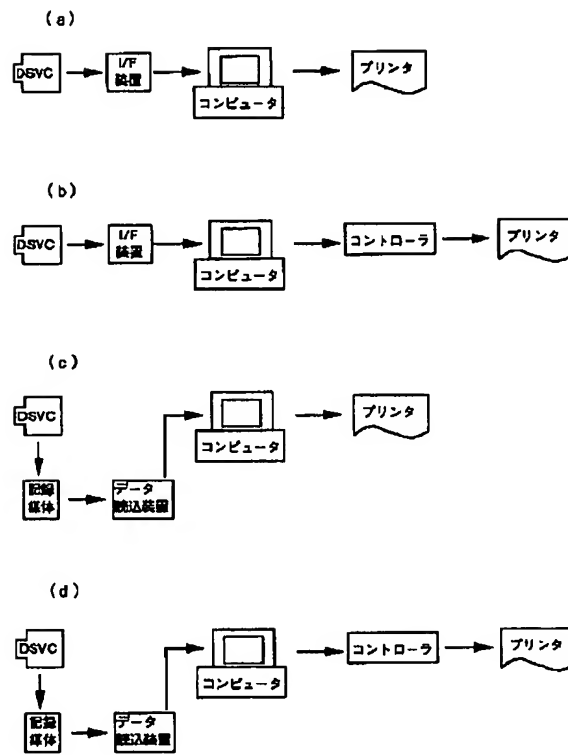 (a)
DSVC
I/F
装置
コンピュータ
プリンタ
(b)
DSVC
I/F
装置
コンピュータ
コントローラ
プリンタ
(c)
DSVC
記録
媒体
データ
読込装置
コンピュータ
プリンタ
(d)
DSVC
記録
媒体
データ
読込装置
コンピュータ
コントローラ
プリンタ